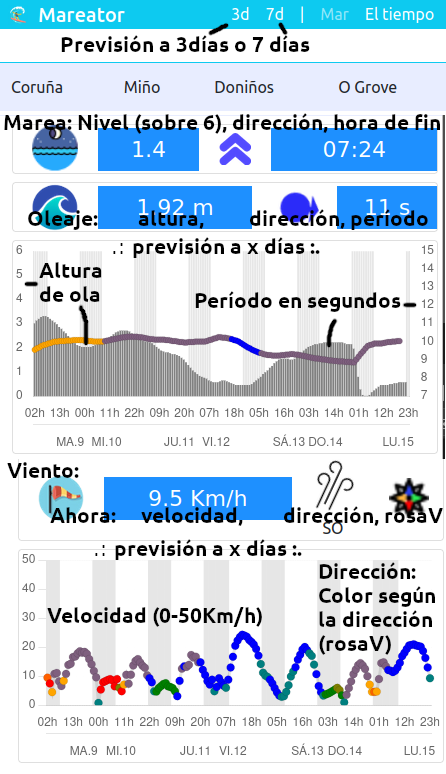 Mareator 3d 7d | Mar El tiempo
Previsión a 3días o 7 días
Coruña Miño Doniños O Grove
Marea: Nivel (sobre 6), dirección, hora de fin
1.4 07:24
1.92 m 11 s
Oleaje: altura, dirección, período
.: previsión a x días :.
6 15
5 14
13
4 12
3 11
10
2 9
1 8
0 7
Altura
de ola
Período en segundos
02h 13h 00h 11h 22h 09h 20h 07h 18h 05h 16h 03h 14h 01h 12h 23h
MA.9 MI.10 JU.11 VI.12 SÁ.13 DO.14 LU.15
Viento:
9.5 Km/h
Ahora: velocidad, dirección, rosaV
SO
.: previsión a x días :.
50
40
30
20
10
0
Dirección:
Color según
la dirección
(rosaV)
Velocidad (0-50Km/h)
02h 13h 00h 11h 22h 09h 20h 07h 18h 05h 16h 03h 14h 01h 12h 23h
MA.9 MI.10 JU.11 VI.12 SÁ.13 DO.14 LU.15